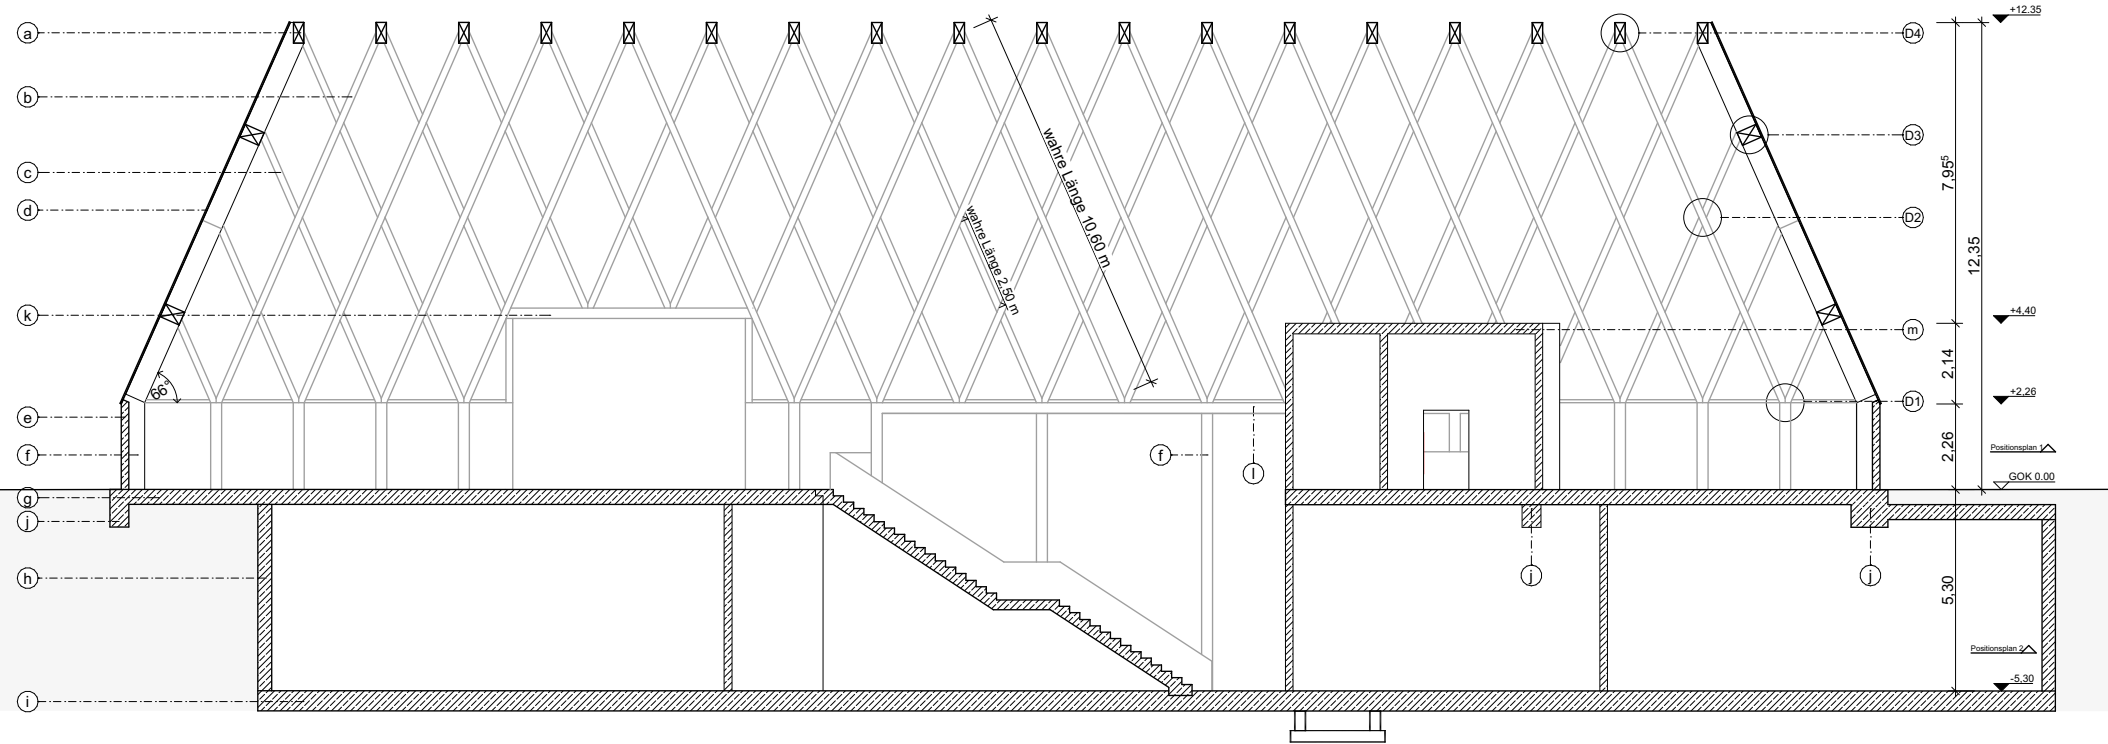 +12.35
a
D4
b
D3
wahre Länge 10,60 m
7,95⁵
c
d
wahre Länge 2,50 m
D2
12,35
k
+4,40
m
2,14
66°
+2,26
D1
e
f
f
l
2,26
Positionsplan 1
GOK 0.00
g
j
h
j
j
5,30
Positionsplan 2
-5,30
i